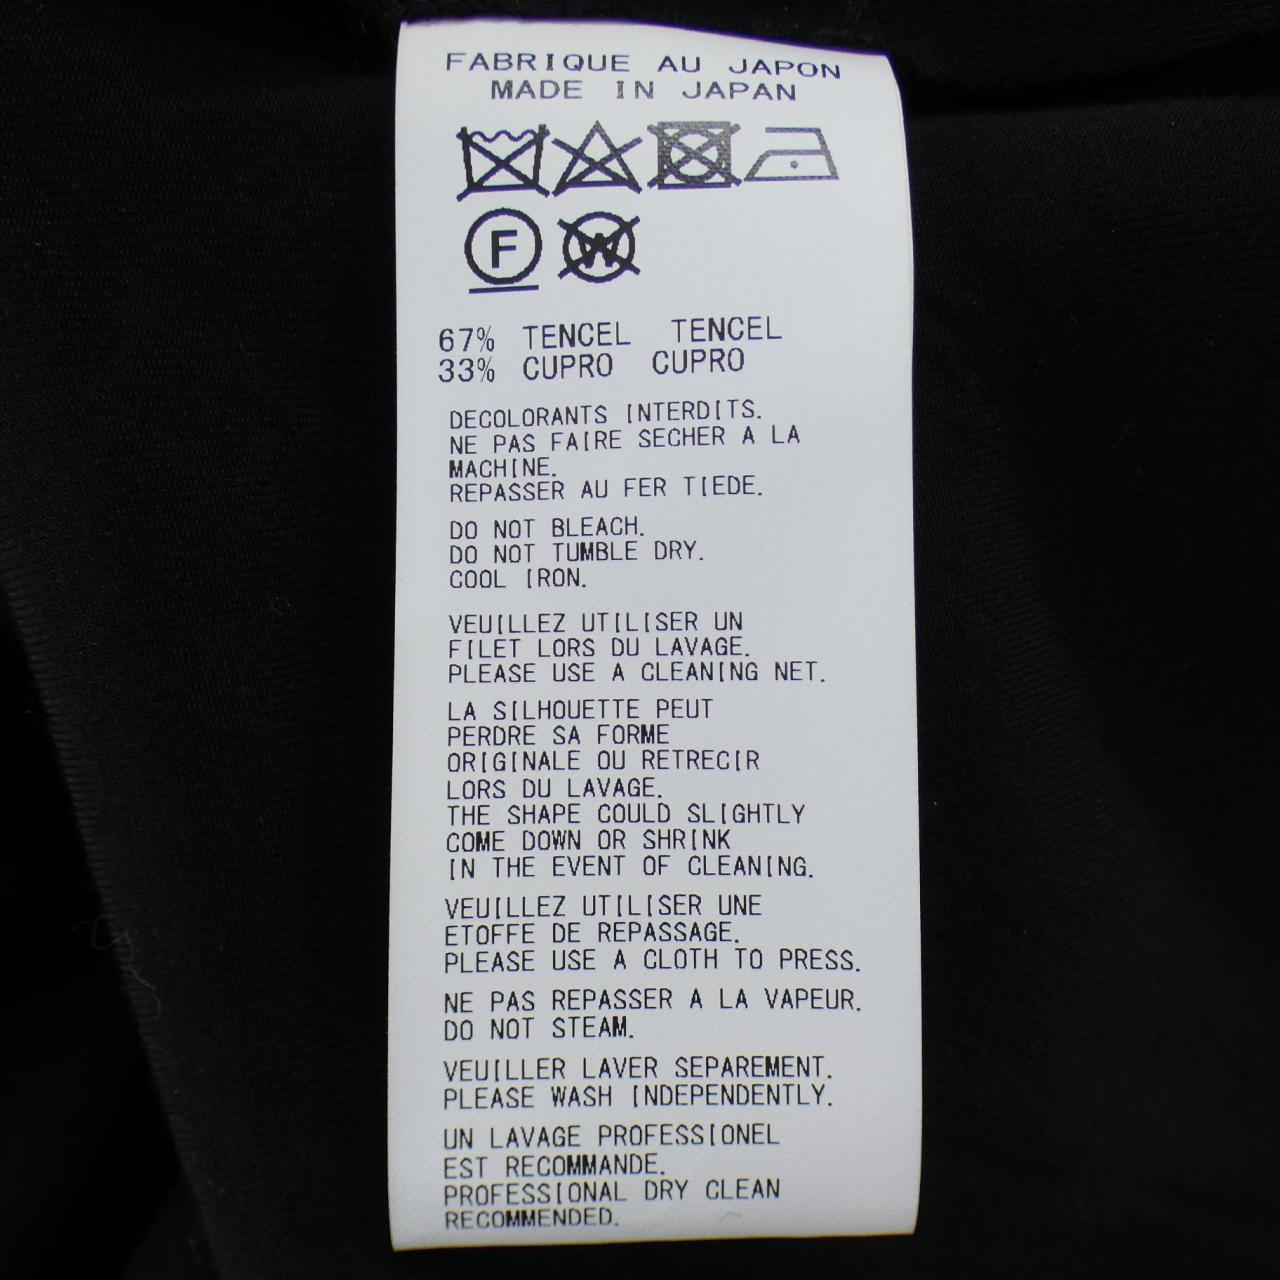 FABRIQUE AU JAPON
MADE IN JAPAN
F W
67% TENCEL TENCEL
33% CUPRO CUPRO
DECOLORANTS INTERDITS.
NE PAS FAIRE SECHER A LA
MACHINE.
REPASSER AU FER TIEDE.
DO NOT BLEACH.
DO NOT TUMBLE DRY.
COOL IRON.
VEUILLEZ UTILISER UN
FILET LORS DU LAVAGE.
PLEASE USE A CLEANING NET.
LA SILHOUETTE PEUT
PERDRE SA FORME
ORIGINALE OU RETRECIR
LORS DU LAVAGE.
THE SHAPE COULD SLIGHTLY
COME DOWN OR SHRINK
IN THE EVENT OF CLEANING.
VEUILLEZ UTILISER UNE
ETOFFE DE REPASSAGE.
PLEASE USE A CLOTH TO PRESS.
NE PAS REPASSER A LA VAPEUR.
DO NOT STEAM.
VEUILLER LAVER SEPAREMENT.
PLEASE WASH INDEPENDENTLY.
UN LAVAGE PROFESSIONEL
EST RECOMMANDE.
PROFESSIONAL DRY CLEAN
RECOMMENDED.